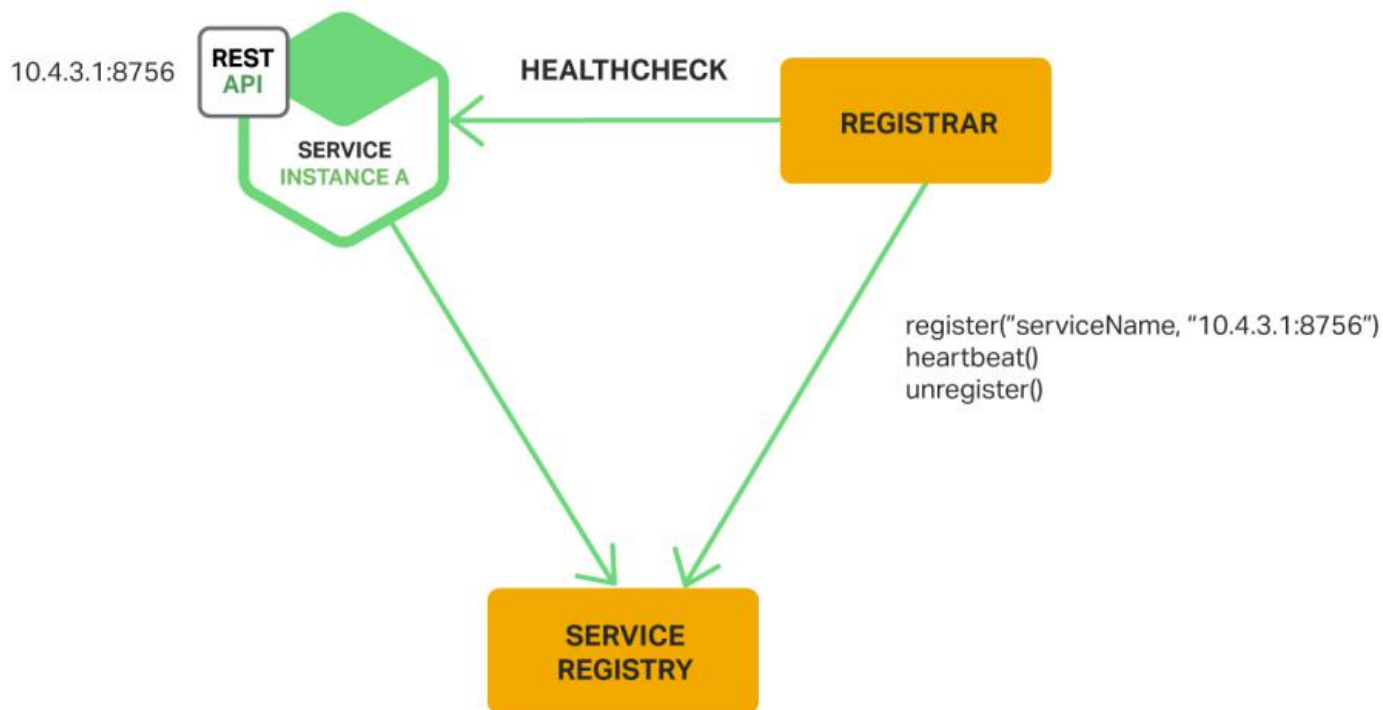 10.4.3.1:8756
REST
API
SERVICE
INSTANCE A
HEALTHCHECK
REGISTRAR
register("serviceName, "10.4.3.1:8756")
heartbeat()
unregister()
SERVICE
REGISTRY